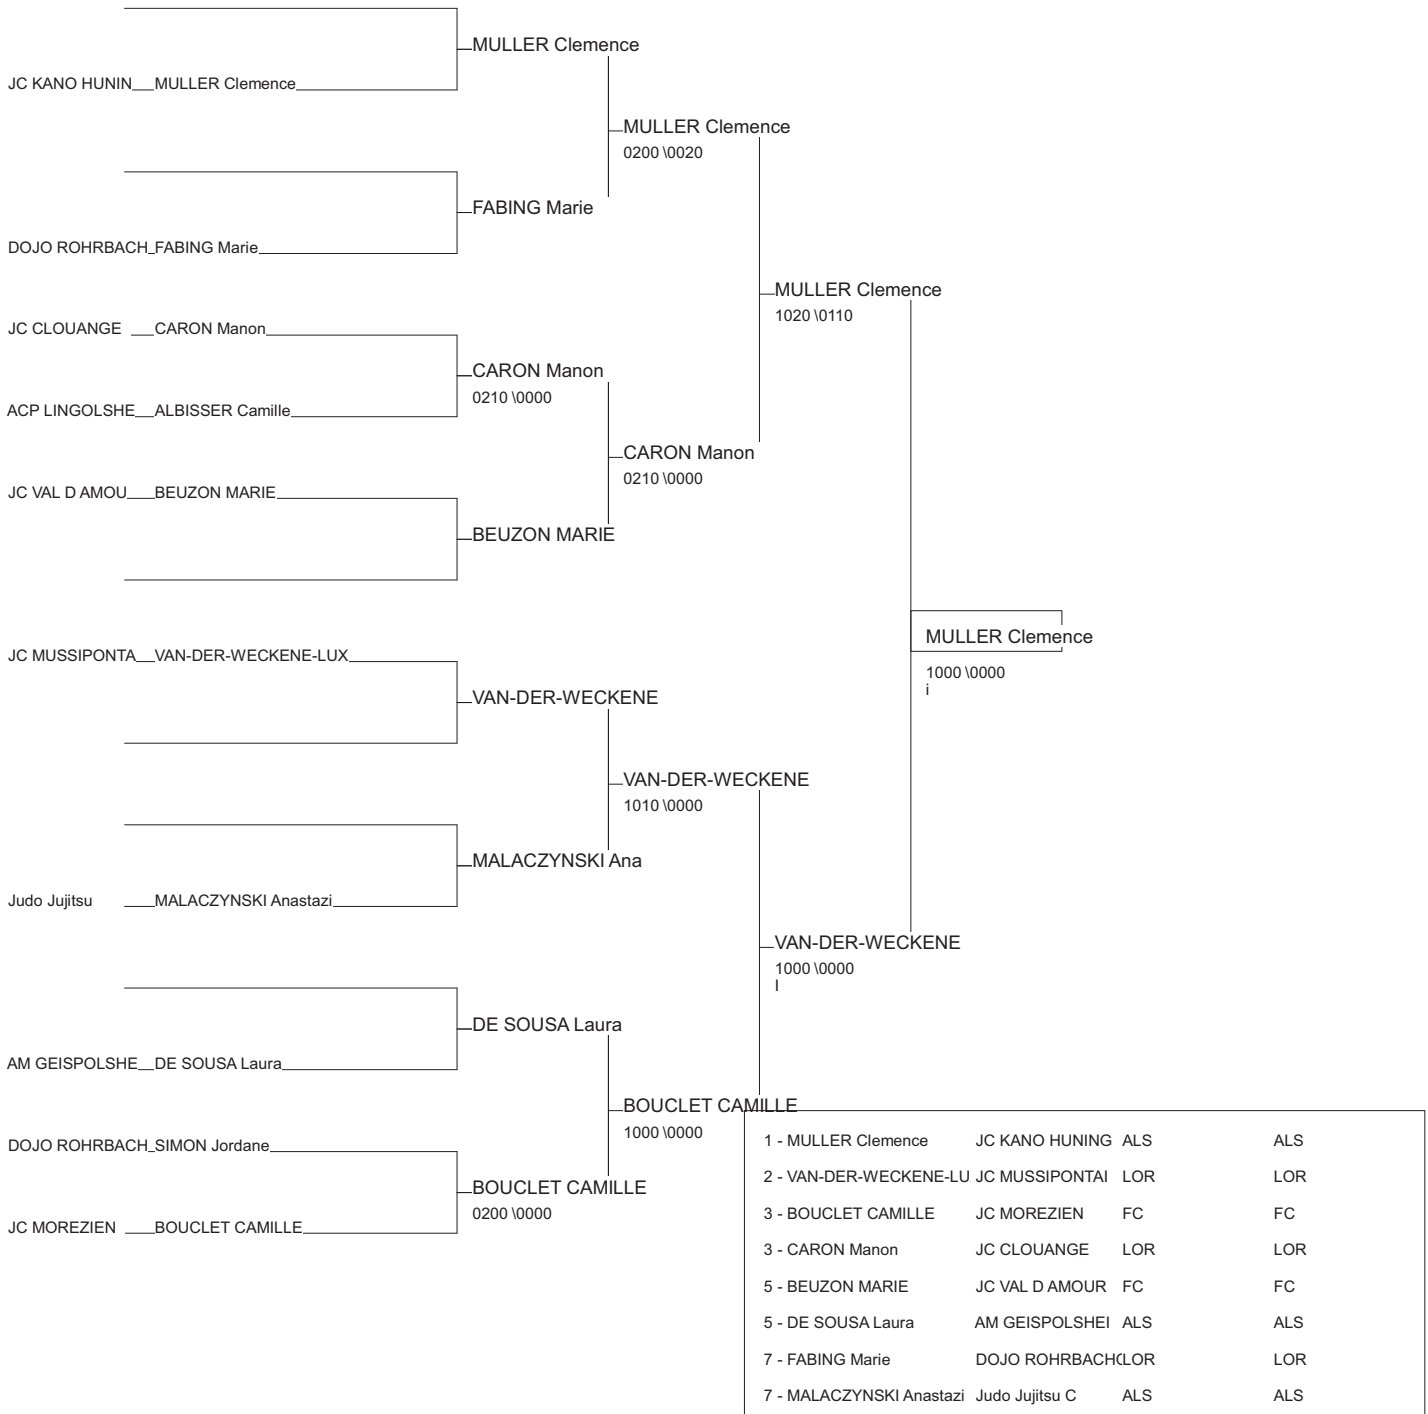 MULLER Clemence
JC KANO HUNIN MULLER Clemence
MULLER Clemence
0200 \0020
FABING Marie
DOJO ROHRBACH FABING Marie
MULLER Clemence
1020 \0110
JC CLOUANGE CARON Manon
CARON Manon
0210 \0000
ACP LINGOLSHE ALBISSER Camille
CARON Manon
0210 \0000
JC VAL D AMOU BEUZON MARIE
BEUZON MARIE
MULLER Clemence
1000 \0000
i
JC MUSSIPONTA VAN-DER-WECKENE-LUX
VAN-DER-WECKENE
VAN-DER-WECKENE
1010 \0000
MALACZYNSKI Ana
Judo Jujitsu MALACZYNSKI Anastazi
VAN-DER-WECKENE
1000 \0000
I
DE SOUSA Laura
AM GEISPOLSHE DE SOUSA Laura
BOUCLET CAMILLE
1000 \0000
DOJO ROHRBACH SIMON Jordane
BOUCLET CAMILLE
0200 \0000
JC MOREZIEN BOUCLET CAMILLE
1 - MULLER Clemence JC KANO HUNING ALS ALS
2 - VAN-DER-WECKENE-LU JC MUSSIPONTAI LOR LOR
3 - BOUCLET CAMILLE JC MOREZIEN FC FC
3 - CARON Manon JC CLOUANGE LOR LOR
5 - BEUZON MARIE JC VAL D AMOUR FC FC
5 - DE SOUSA Laura AM GEISPOLSHEI ALS ALS
7 - FABING Marie DOJO ROHRBACH( LOR LOR
7 - MALACZYNSKI Anastazi Judo Jujitsu C ALS ALS